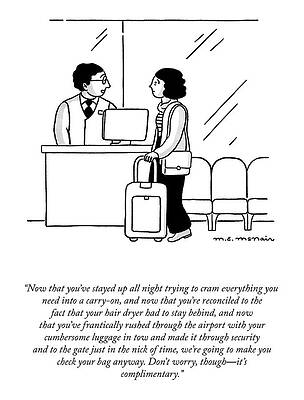 m.c. mcnair
“Now that you’ve stayed up all night trying to cram everything you
need into a carry-on, and now that you’re reconciled to the
fact that your hair dryer had to stay behind, and now
that you’ve frantically rushed through the airport with your
cumbersome luggage in tow and made it through security
and to the gate just in the nick of time, we’re going to make you
check your bag anyway. Don’t worry, though—it’s
complimentary.”